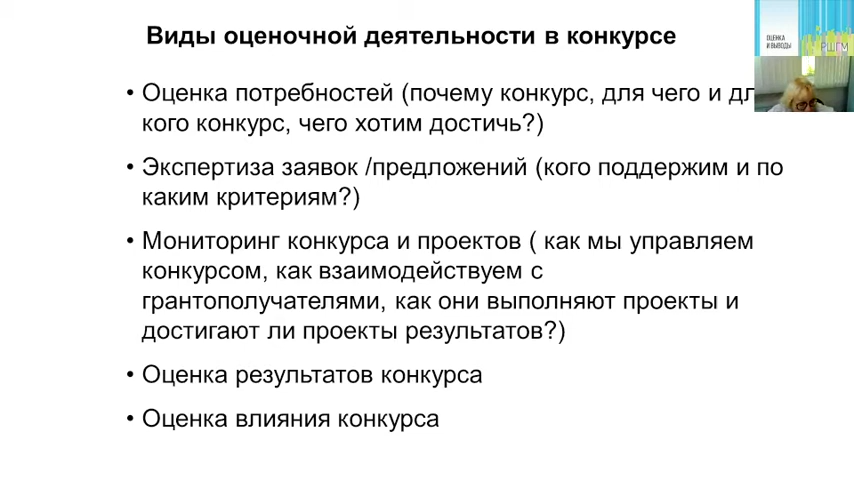 Виды оценочной деятельности в конкурсе
• Оценка потребностей (почему конкурс, для чего и
кого конкурс, чего хотим достичь?)
• Экспертиза заявок /предложений (кого поддержим и по
каким критериям?)
• Мониторинг конкурса и проектов ( как мы управляем
конкурсом, как взаимодействуем с
грантополучателями, как они выполняют проекты и
достигают ли проекты результатов?)
• Оценка результатов конкурса
• Оценка влияния конкурса
ОЦЕНКА
И ВЫВОДЫ